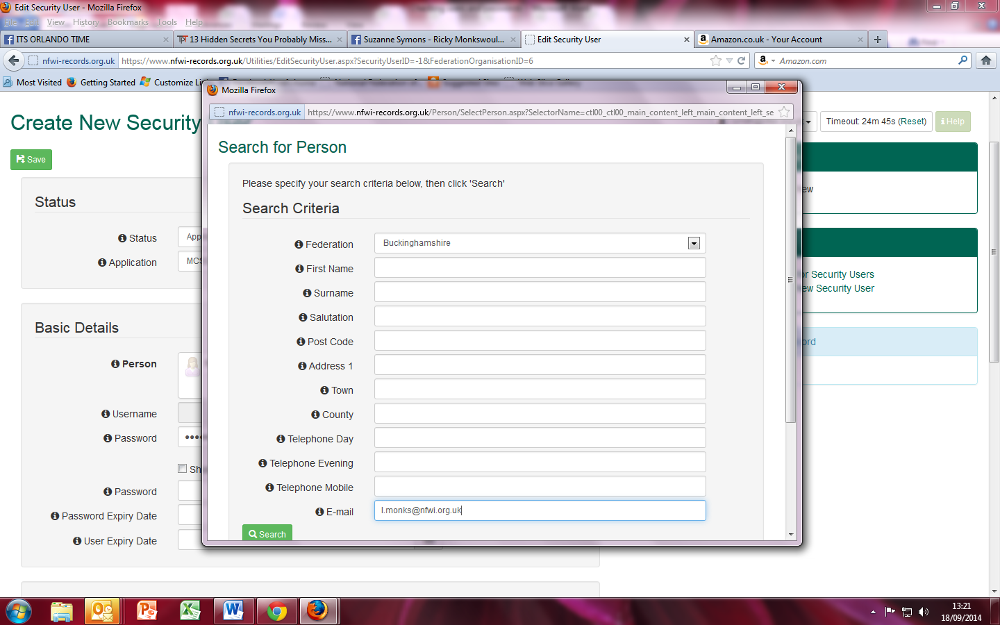 Edit Security User - Mozilla Firefox
File Edit View History Bookmarks Tools Help
ITS ORLANDO TIME
13 Hidden Secrets You Probably Miss...
Suzanne Symons - Ricky Monkswoul...
Edit Security User
Amazon.co.uk - Your Account
nfwi-records.org.uk
https://www.nfwi-records.org.uk/Utilities/EditSecurityUser.aspx?SecurityUserID=-1&FederationOrganisationID=6
Amazon.com
Most Visited
Getting Started
Customize Li
Mozilla Firefox
nfwi-records.org.uk
https://www.nfwi-records.org.uk/Person/SelectPerson.aspx?SelectorName=ctl00_ctl00_main_content_left_main_content_left_se
Create New Security
Timeout: 24m 45s (Reset)
Help
Save
Search for Person
Please specify your search criteria below, then click 'Search'
Search Criteria
Federation
Buckinghamshire
First Name
Surname
Salutation
Post Code
Address 1
Town
County
Telephone Day
Telephone Evening
Telephone Mobile
E-mail
l.monks@nfwi.org.uk
Search
Status
Status
App
Application
MCS
Basic Details
Person
Username
Password
Sh
Password
Password Expiry Date
User Expiry Date
ew
or Security Users
ew Security User
ord
13:21
18/09/2014